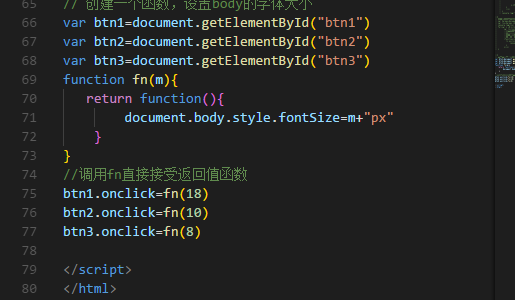 65 // 创建一个函数，设置body的字体大小
66 var btn1=document.getElementById("btn1")
67 var btn2=document.getElementById("btn2")
68 var btn3=document.getElementById("btn3")
69 function fn(m){
70 return function(){
71 document.body.style.fontSize=m+"px"
72 }
73 }
74 //调用fn直接接受返回值函数
75 btn1.onclick=fn(18)
76 btn2.onclick=fn(10)
77 btn3.onclick=fn(8)
78
79 </script>
80 </html>